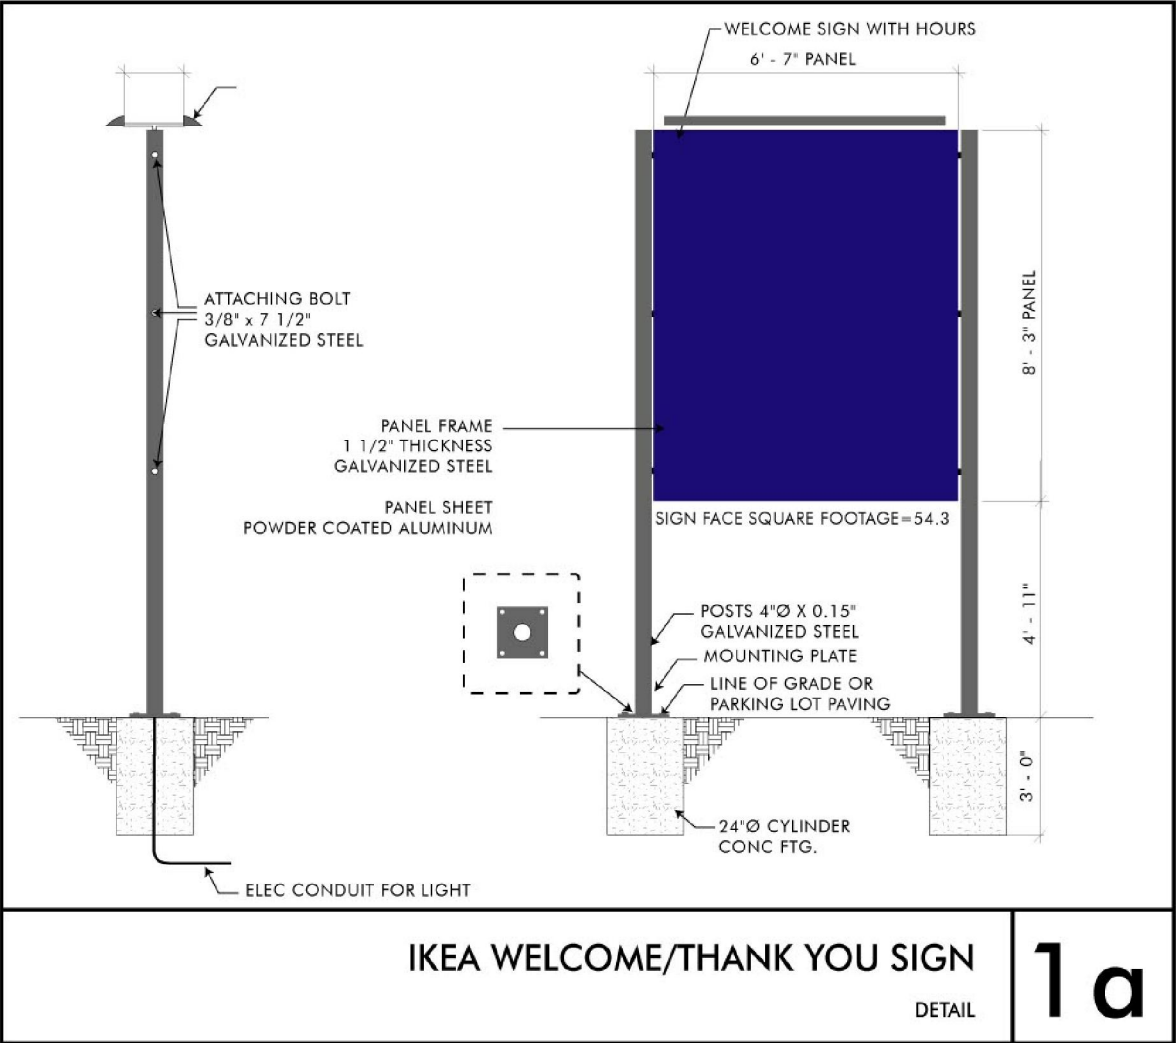 WELCOME SIGN WITH HOURS
6' - 7" PANEL
ATTACHING BOLT
3/8" x 7 1/2"
GALVANIZED STEEL
8' - 3" PANEL
PANEL FRAME
1 1/2" THICKNESS
GALVANIZED STEEL
PANEL SHEET
POWDER COATED ALUMINUM
SIGN FACE SQUARE FOOTAGE=54.3
4' - 11"
POSTS 4"Ø X 0.15"
GALVANIZED STEEL
MOUNTING PLATE
LINE OF GRADE OR
PARKING LOT PAVING
3' - 0"
24"Ø CYLINDER
CONC FTG.
ELEC CONDUIT FOR LIGHT
IKEA WELCOME/THANK YOU SIGN
DETAIL
1a